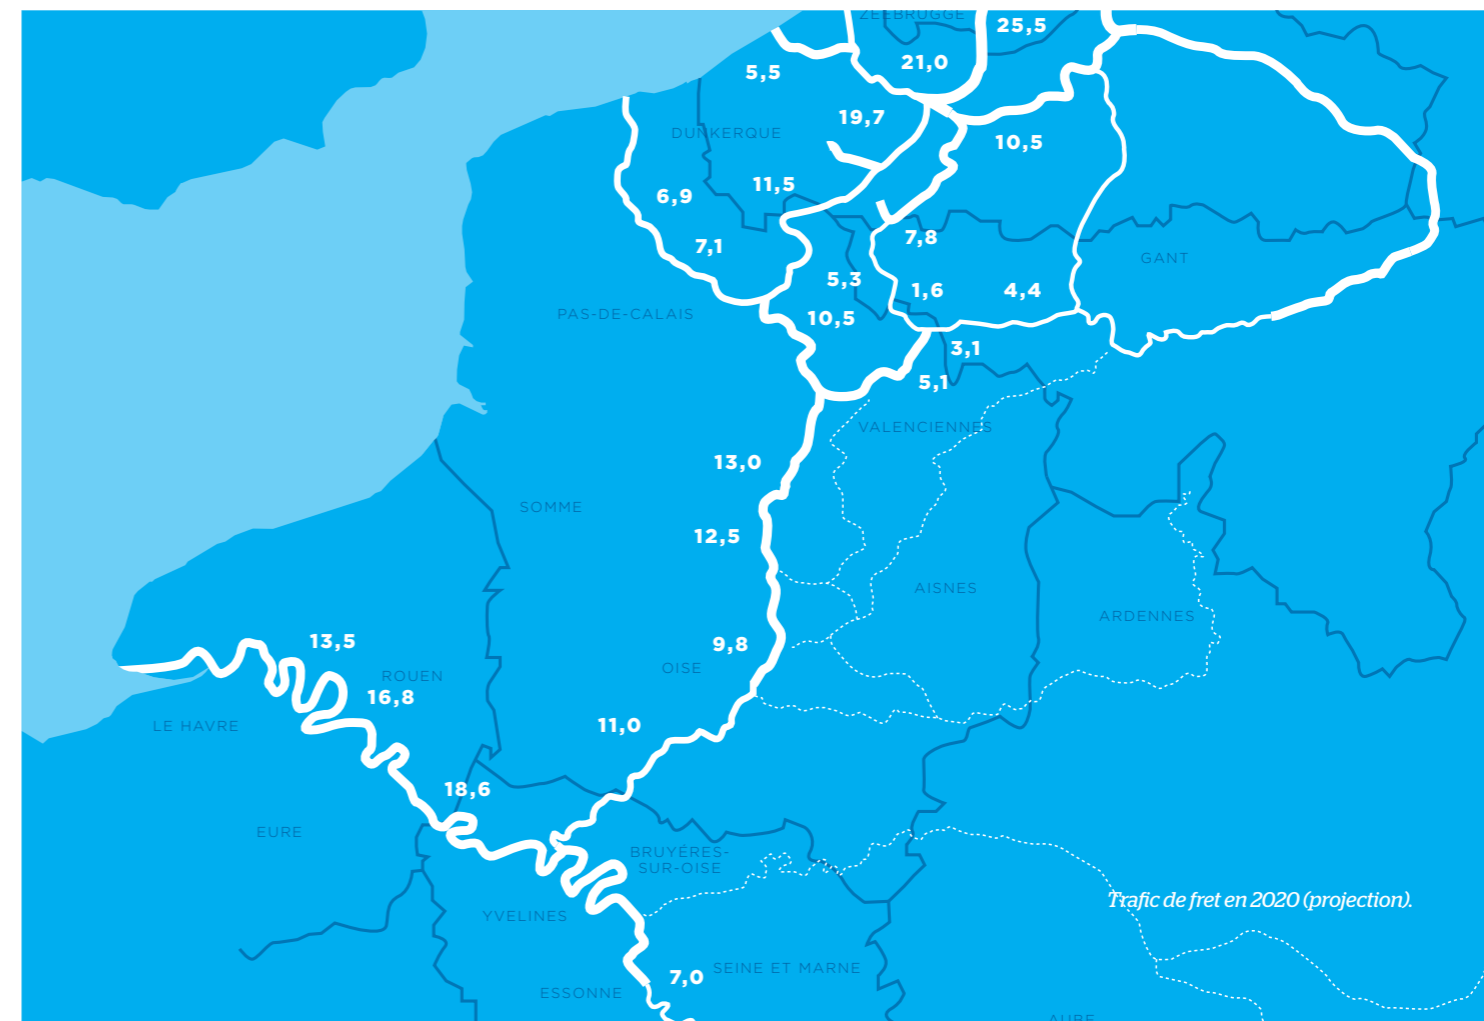 ZEEBRUGGE
25,5
5,5
21,0
19,7
DUNKERQUE
10,5
11,5
6,9
7,8
7,1
GANT
5,3
1,6
4,4
PAS-DE-CALAIS
10,5
3,1
5,1
VALENCIENNES
13,0
SOMME
12,5
AISNES
ARDENNES
13,5
9,8
OISE
ROUEN
16,8
LE HAVRE
11,0
18,6
EURE
BRUYÉRES-
SUR-OISE
Trafic de fret en 2020 (projection).
YVELINES
7,0
SEINE ET MARNE
ESSONNE
AUBE